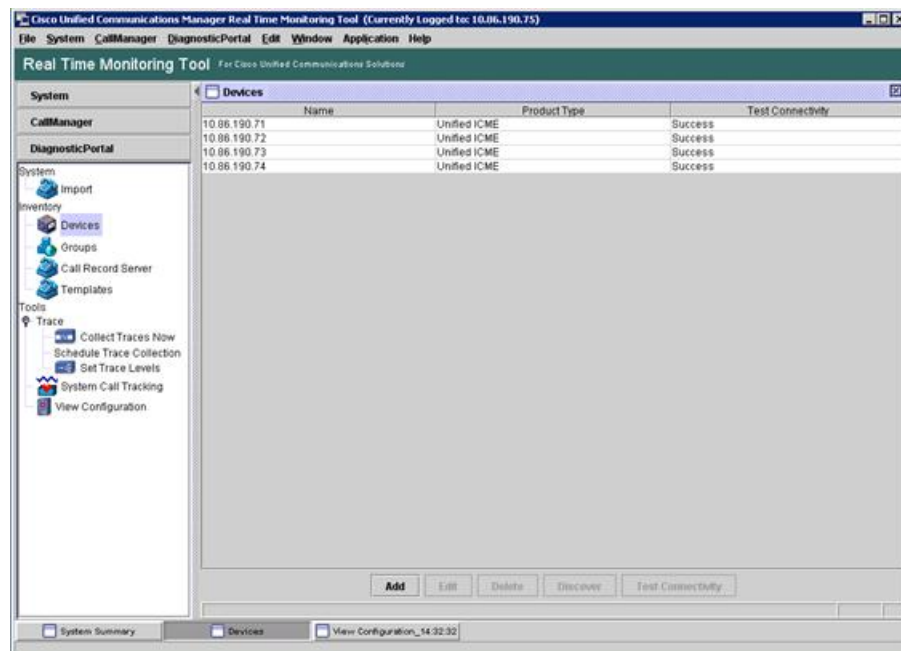 Cisco Unified Communications Manager Real Time Monitoring Tool (Currently Logged to: 10.86.190.75)
File System CallManager DiagnosticPortal Edit Window Application Help
Real Time Monitoring Tool For Cisco Unified Communications Solutions
System
CallManager
DiagnosticPortal
System
Import
Inventory
Devices
Groups
Call Record Server
Templates
Tools
Trace
Collect Traces Now
Schedule Trace Collection
Set Trace Levels
System Call Tracking
View Configuration
Devices
Name Product Type Test Connectivity
10.86.190.71 Unified ICME Success
10.86.190.72 Unified ICME Success
10.86.190.73 Unified ICME Success
10.86.190.74 Unified ICME Success
Add Edit Delete Discover Test Connectivity
System Summary Devices View Configuration_14:32:32